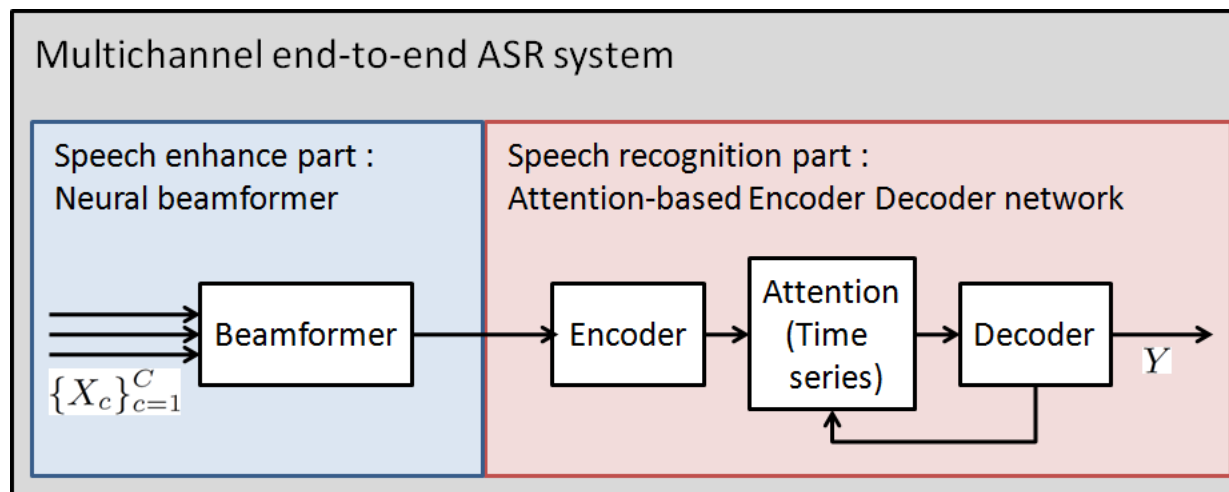 Multichannel end-to-end ASR system
Speech enhance part :
Neural beamformer
Speech recognition part :
Attention-based Encoder Decoder network
Beamformer
Encoder
Attention
(Time
series)
Decoder
$\{X_c\}_{c=1}^{C}$
$Y$